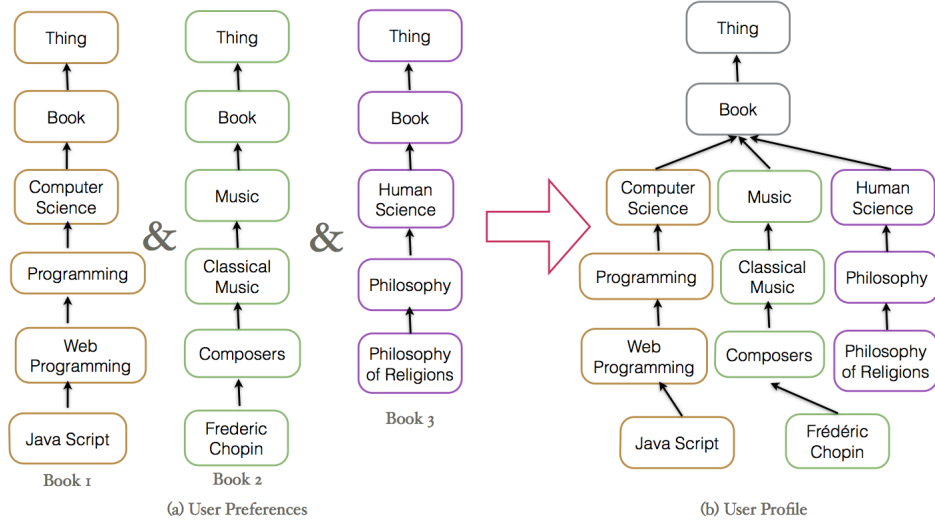 Thing
Book
Computer
Science
Programming
Web
Programming
Java Script
Book 1
&
Thing
Book
Music
Classical
Music
Composers
Frederic
Chopin
Book 2
&
Thing
Book
Human
Science
Philosophy
Philosophy
of Religions
Book 3
(a) User Preferences
Thing
Book
Computer
Science
Music
Human
Science
Programming
Classical
Music
Philosophy
Web
Programming
Composers
Philosophy
of Religions
Java Script
Frédéric
Chopin
(b) User Profile